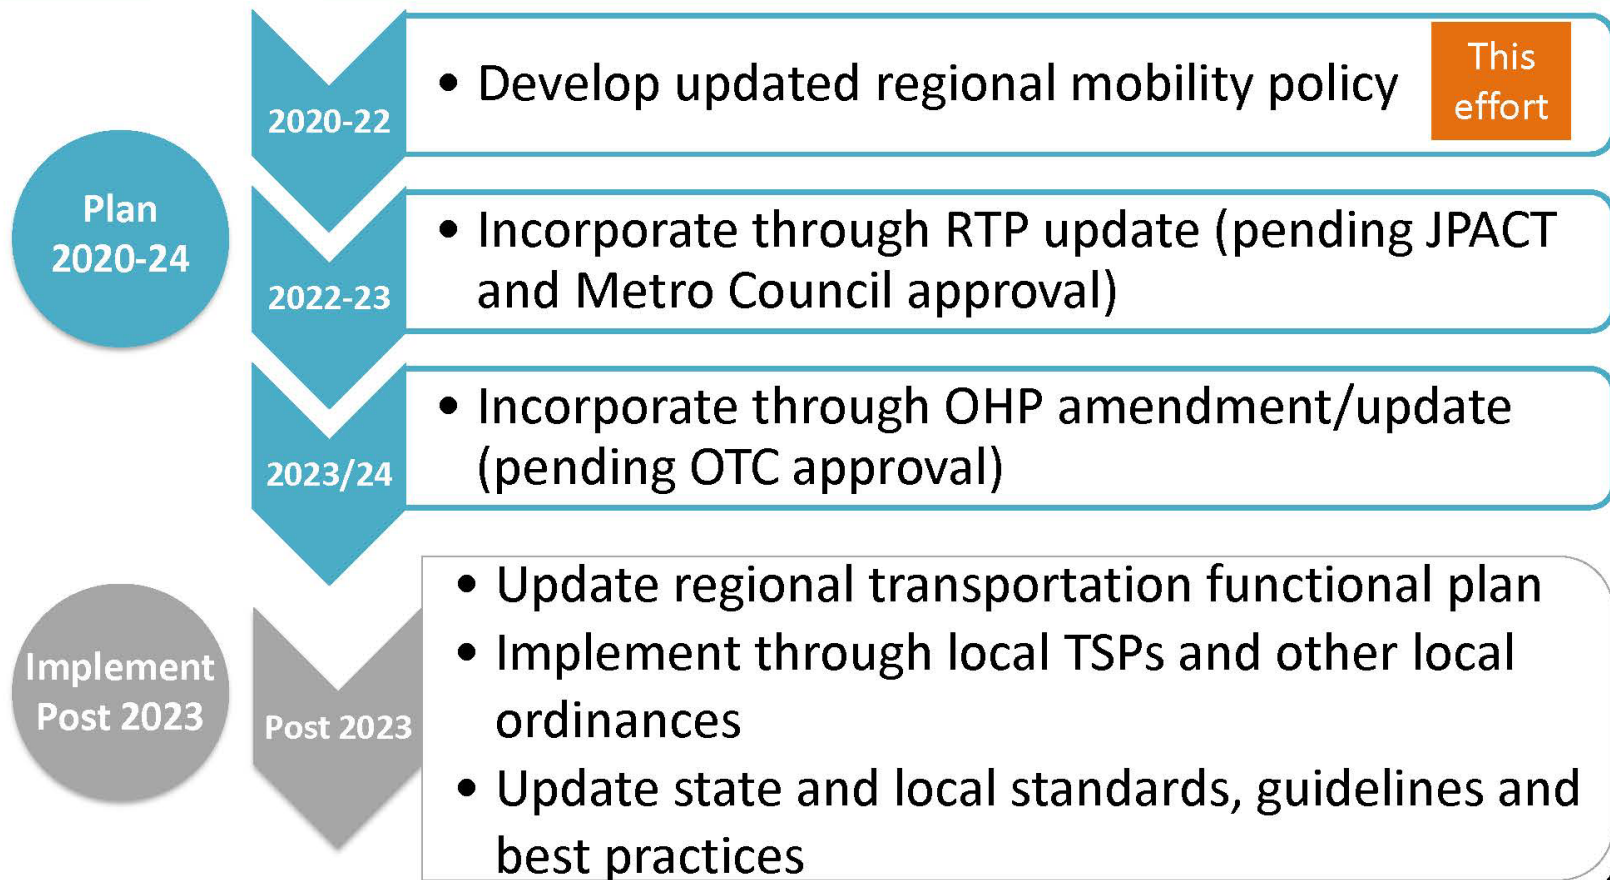 Plan
2020-24
2020-22
• Develop updated regional mobility policy
This
effort
2022-23
• Incorporate through RTP update (pending JPACT
and Metro Council approval)
2023/24
• Incorporate through OHP amendment/update
(pending OTC approval)
Implement
Post 2023
Post 2023
• Update regional transportation functional plan
• Implement through local TSPs and other local
ordinances
• Update state and local standards, guidelines and
best practices